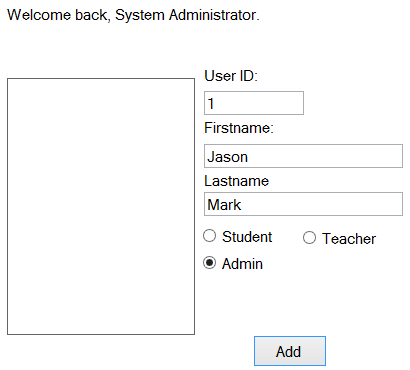 Welcome back, System Administrator.
User ID:
1
Firstname:
Jason
Lastname
Mark
Student Teacher
Admin
Add